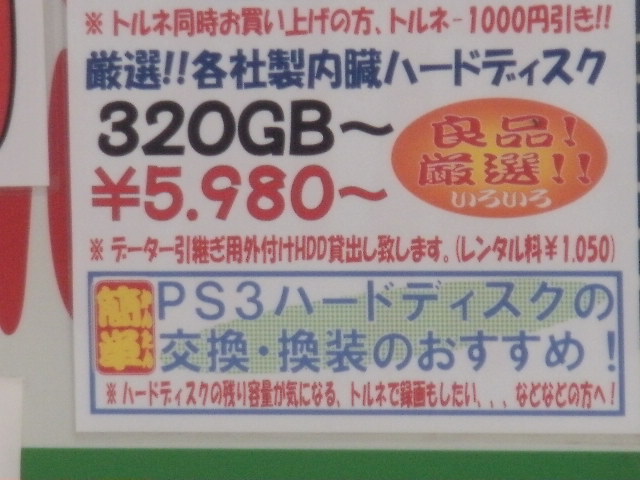 ※トルネ同時お買い上げの方、トルネ-1000円引き!!
厳選!!各社製内臓ハードディスク
320GB～
良品!
厳選!!
いろいろ
¥5.980～
※データー引継ぎ用外付けHDD貸出し致します。(レンタル料¥1.050)
簡単
かんたん
PS3ハードディスクの
交換・換装のおすすめ!
※ハードディスクの残り容量が気になる、トルネで録画もしたい、、、などなどの方へ!